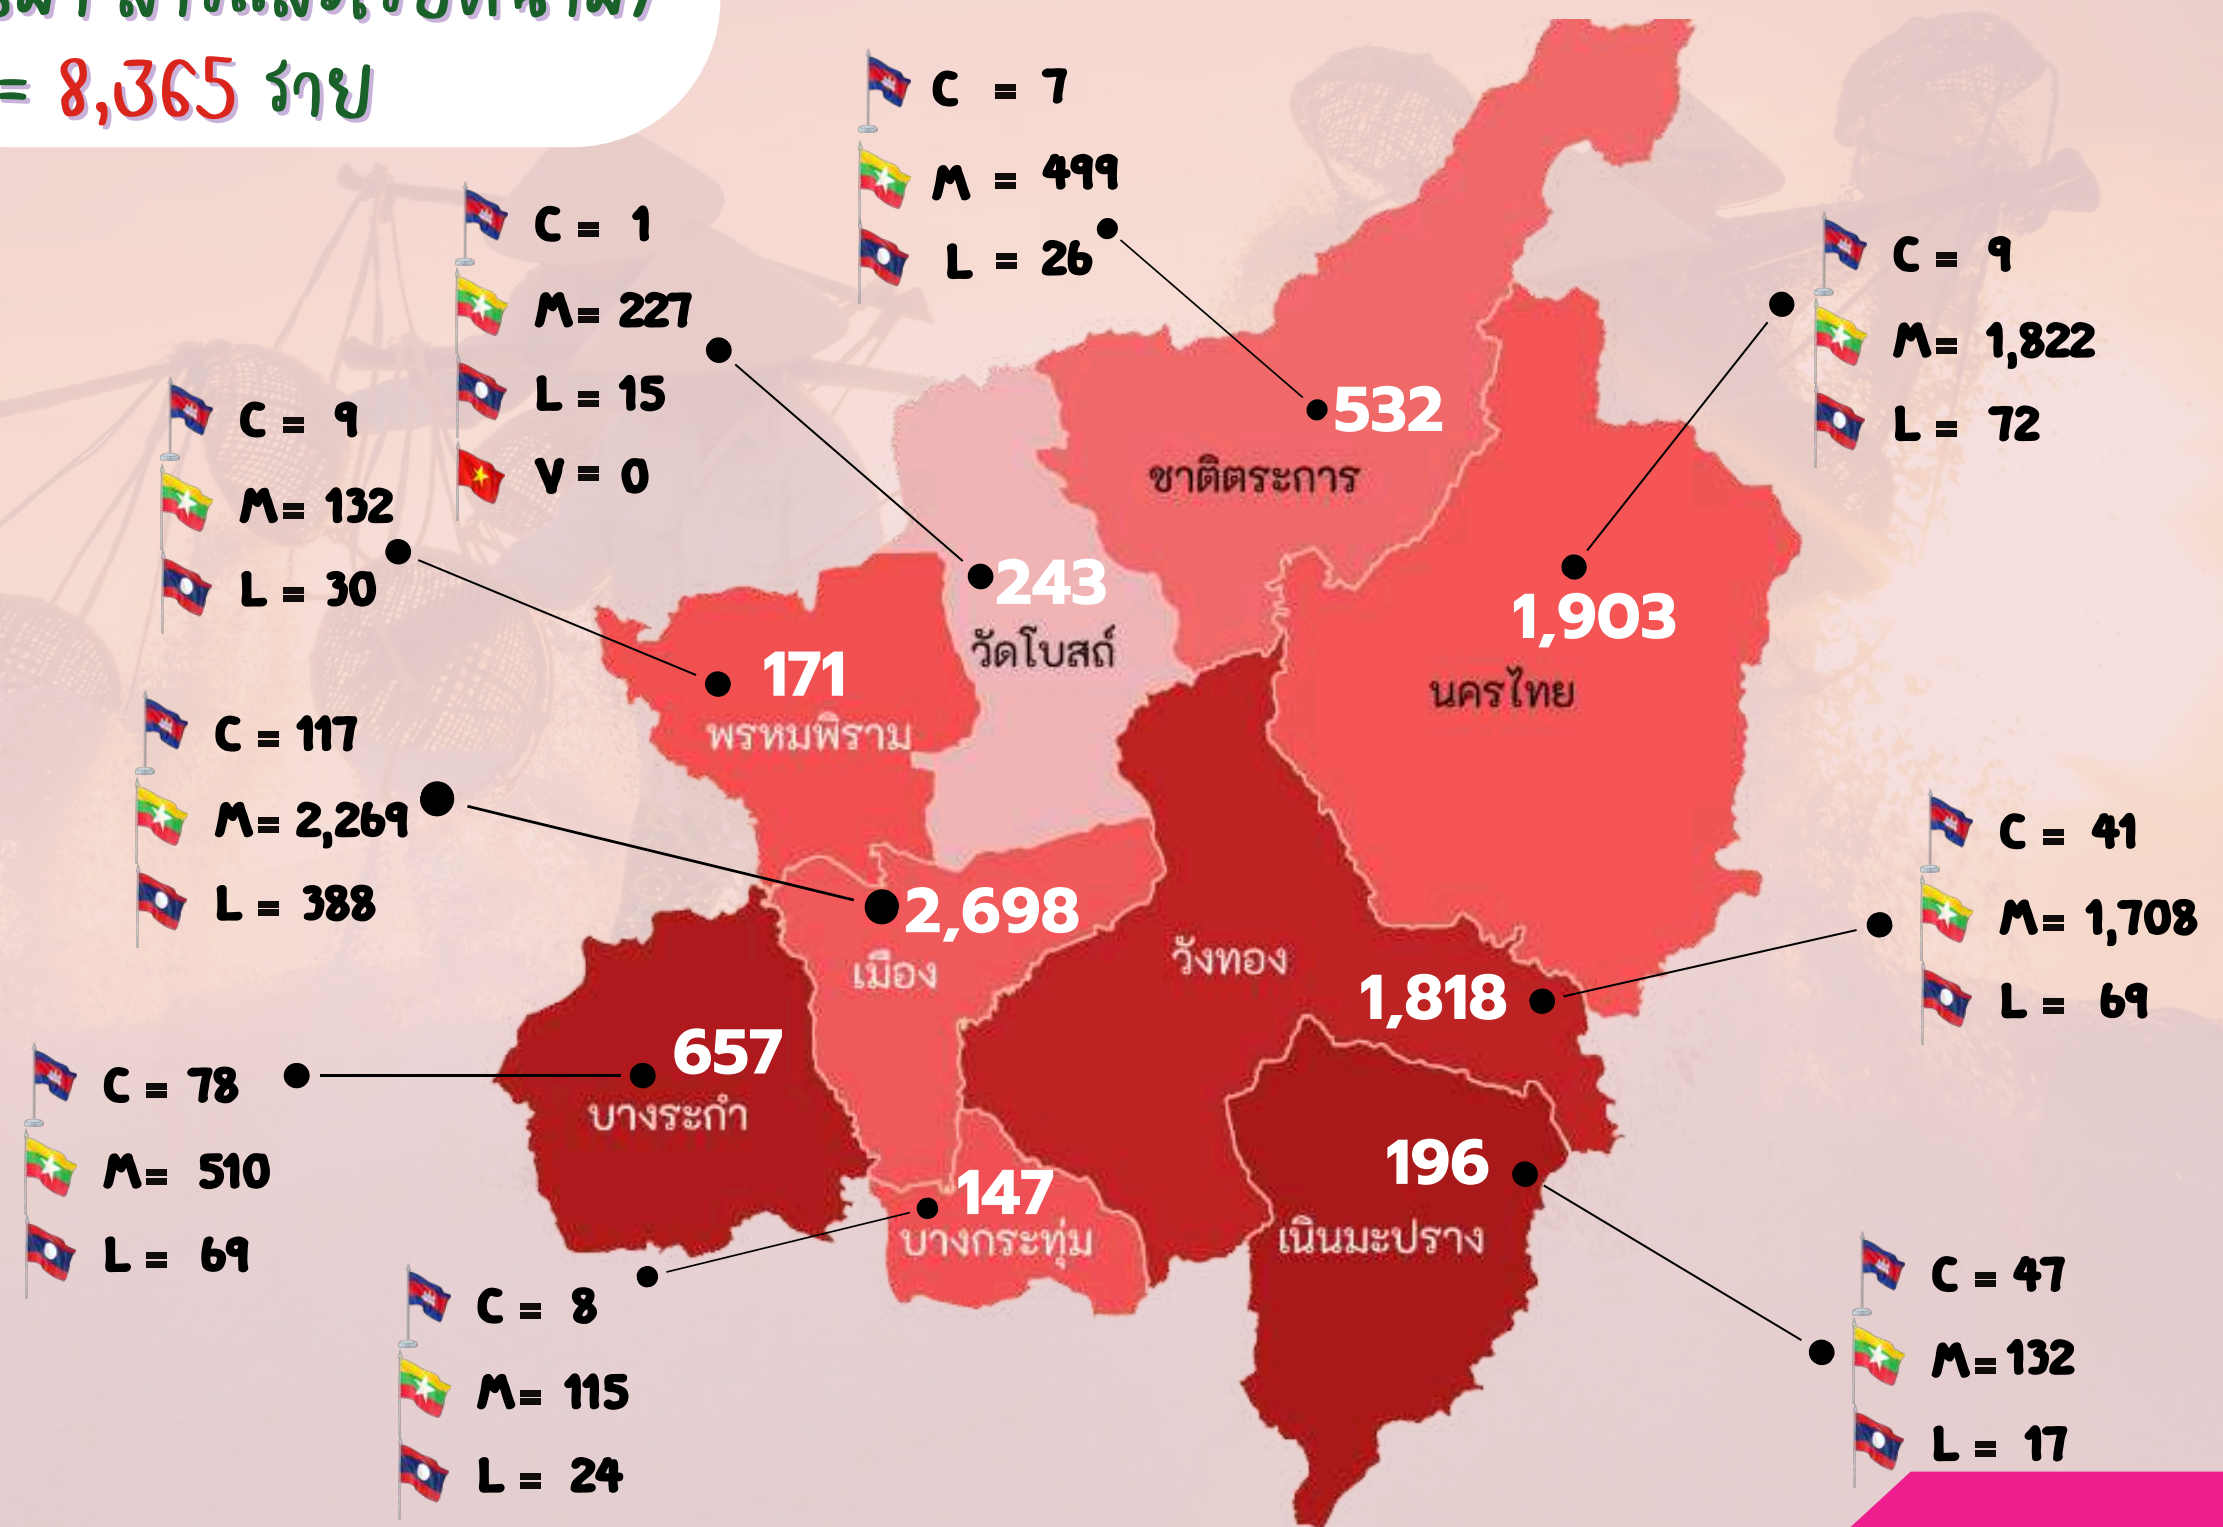 = 8,365 ราย
C = 7
M = 499
L = 26
C = 1
M = 227
L = 15
V = 0
C = 9
M = 1,822
L = 72
C = 9
M = 132
L = 30
532
ชาติตระการ
243
วัดโบสถ์
1,903
นครไทย
171
พรหมพิราม
C = 117
M = 2,269
L = 388
2,698
เมือง
วังทอง
1,818
C = 41
M = 1,708
L = 69
657
บางระกำ
C = 78
M = 510
L = 69
147
บางกระทุ่ม
196
เนินมะปราง
C = 8
M = 115
L = 24
C = 47
M = 132
L = 17